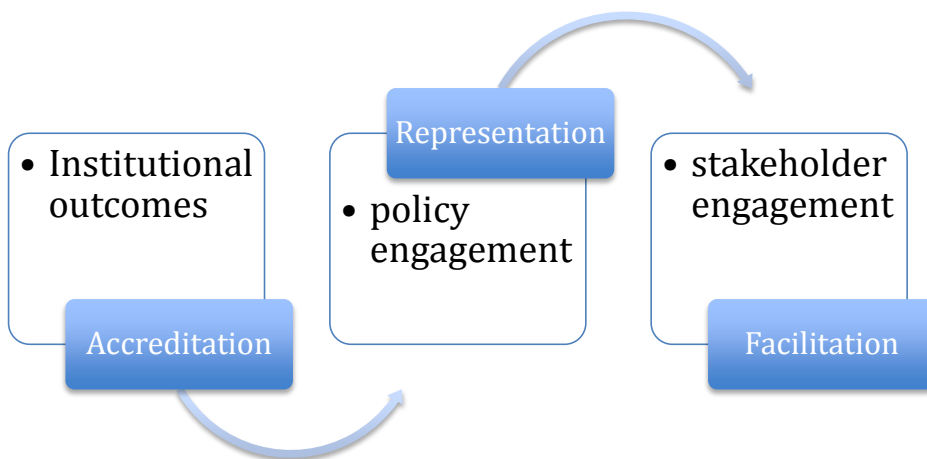 • Institutional
outcomes
Accreditation
Representation
• policy
engagement
• stakeholder
engagement
Facilitation